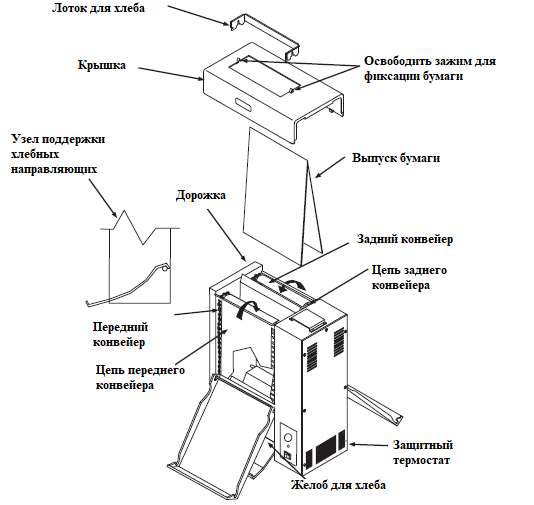 Лоток для хлеба
Крышка
Освободить зажим для
фиксации бумаги
Узел поддержки
хлебных
направляющих
Выпуск бумаги
Дорожка
Задний конвейер
Цепь заднего
конвейера
Передний
конвейер
Цепь переднего
конвейера
Защитный
термостат
Желоб для хлеба